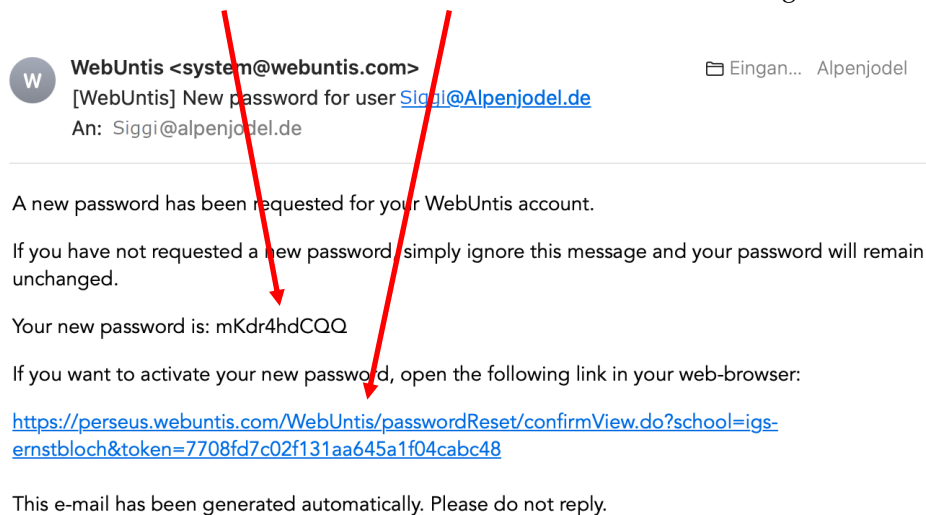 W
WebUntis <system@webuntis.com>
Eingan... Alpenjodel
[WebUntis] New password for user Siggi@Alpenjodel.de
An: Siggi@alpenjodel.de
A new password has been requested for your WebUntis account.
If you have not requested a new password, simply ignore this message and your password will remain
unchanged.
Your new password is: mKdr4hdCQQ
If you want to activate your new password, open the following link in your web-browser:
https://perseus.webuntis.com/WebUntis/passwordReset/confirmView.do?school=igs-
ernstbloch&token=7708fd7c02f131aa645a1f04cabc48
This e-mail has been generated automatically. Please do not reply.